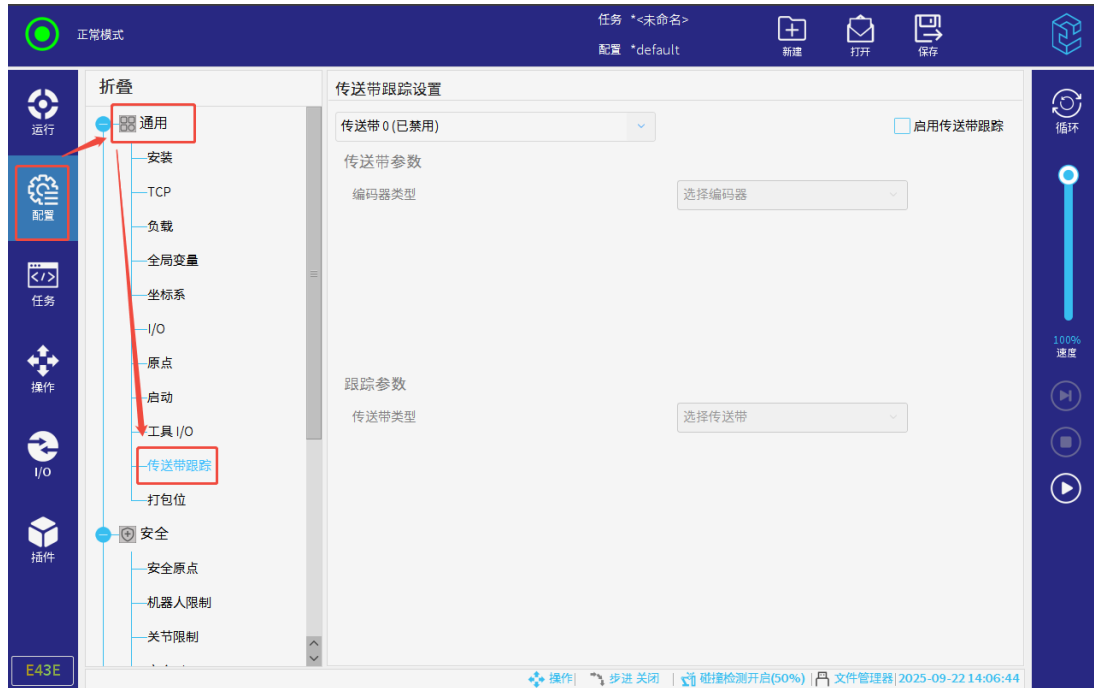 正常模式
任务 *<未命名>
配置 *default
新建
打开
保存
运行
配置
任务
操作
I/O
插件
E43E
折叠
通用
安装
TCP
负载
全局变量
坐标系
I/O
原点
启动
工具 I/O
传送带跟踪
打包位
安全
安全原点
机器人限制
关节限制
传送带跟踪设置
传送带 0 (已禁用)
启用传送带跟踪
传送带参数
编码器类型
选择编码器
跟踪参数
传送带类型
选择传送带
循环
100%
速度
操作| 步进 关闭 | 碰撞检测开启(50%) | 文件管理器| 2025-09-22 14:06:44